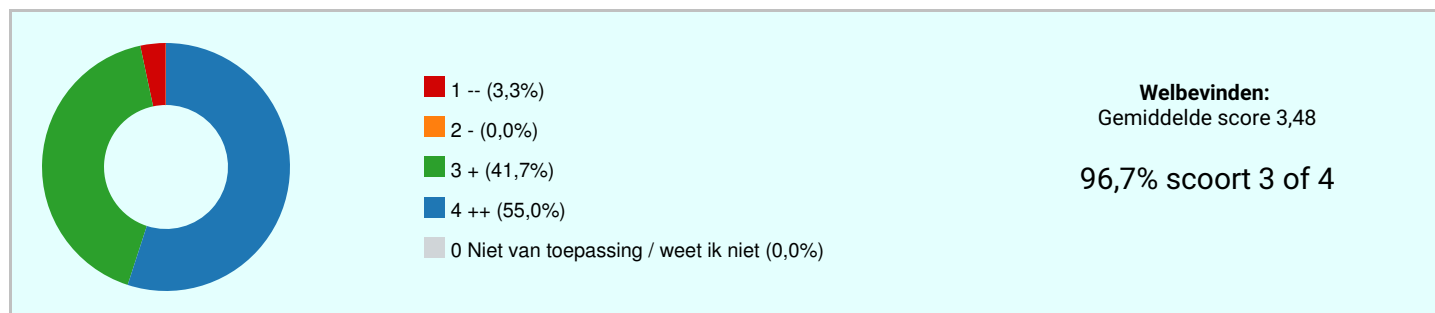 1 -- (3,3%)
2 - (0,0%)
3 + (41,7%)
4 ++ (55,0%)
0 Niet van toepassing / weet ik niet (0,0%)
Welbevinden:
Gemiddelde score 3,48
96,7% scoort 3 of 4